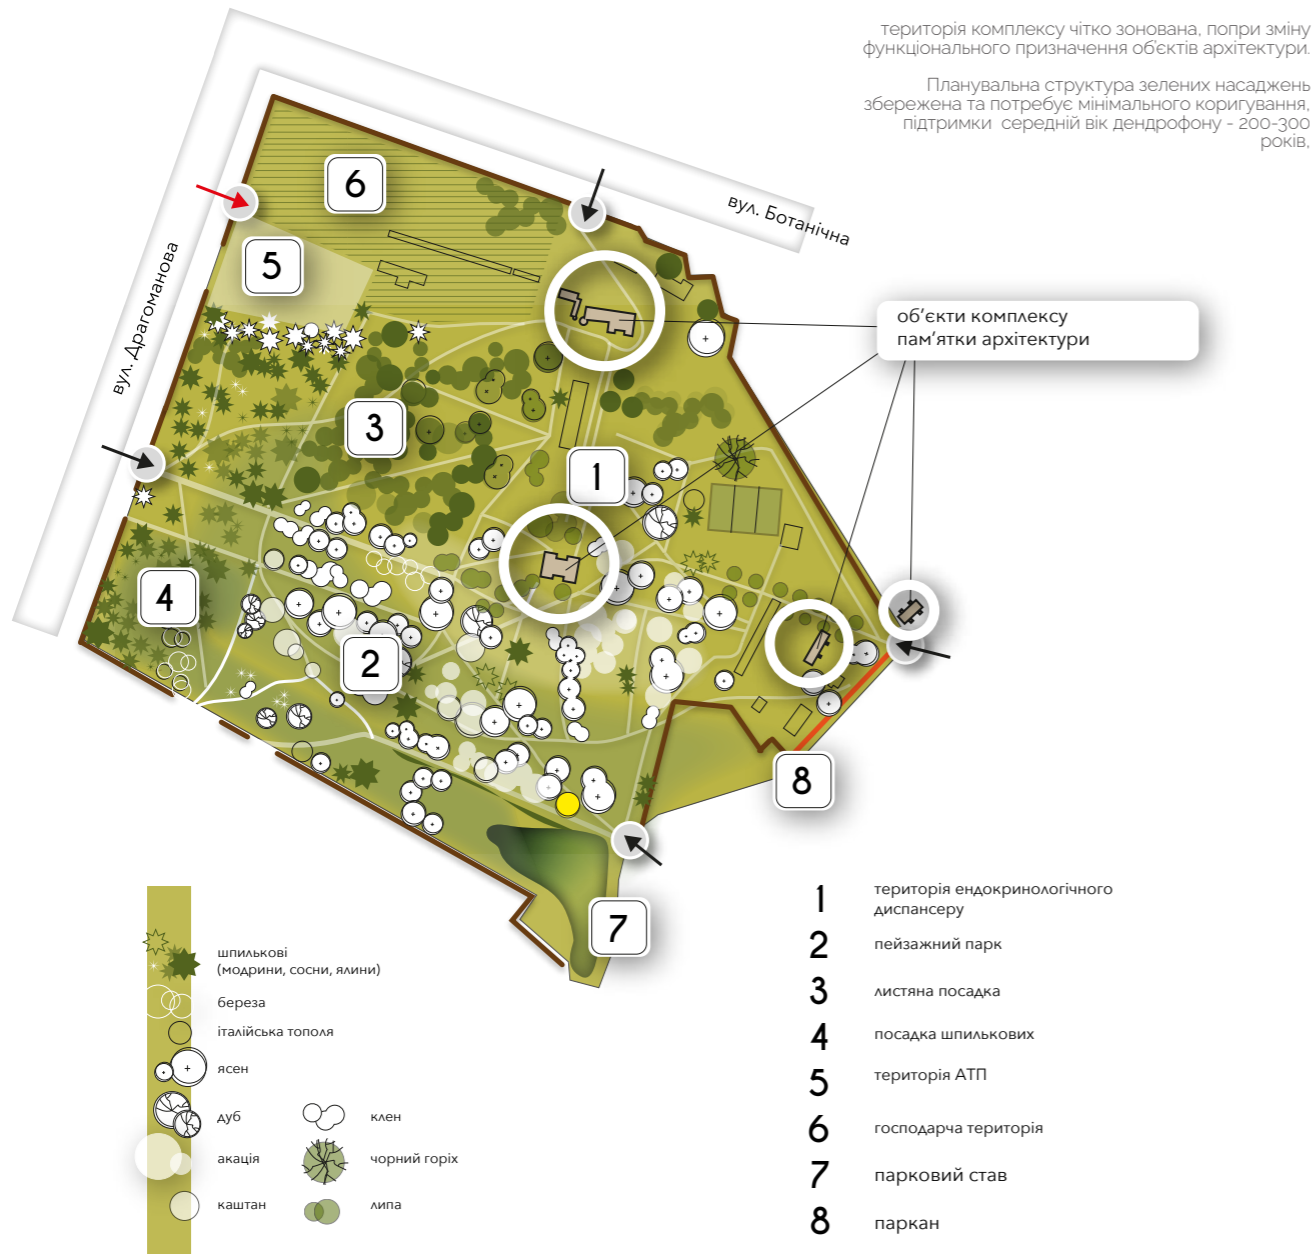 територія комплексу чітко зонована, попри зміну
функціонального призначення об'єктів архітектури.
Планувальна структура зелених насаджень
збережена та потребує мінімального коригування,
підтримки середній вік дендрофону - 200-300
років,
6
вул. Ботанічна
5
вул. Драгоманова
об'єкти комплексу
пам'ятки архітектури
3
1
4
2
8
7
шпилькові
(модрини, сосни, ялини)
береза
італійська тополя
ясен
дуб
клен
акація
чорний горіх
каштан
липа
1 територія ендокринологічного
диспансеру
2 пейзажний парк
3 листяна посадка
4 посадка шпилькових
5 територія АТП
6 господарча територія
7 парковий став
8 паркан